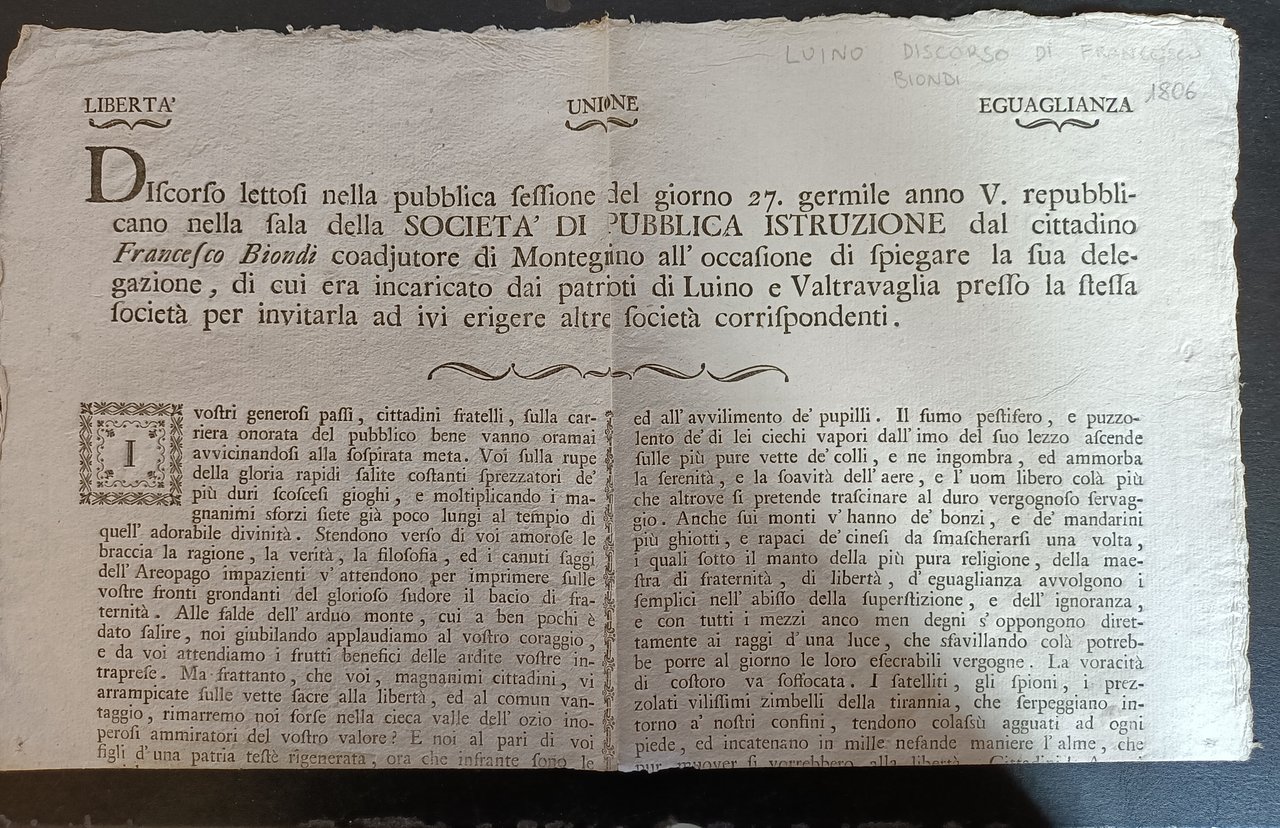 LUINO DISCORSO DI FRANCESCO
BIONDI
1806
LIBERTA' UNIONE EGUAGLIANZA
DIſcorſo lettoſi nella pubblica ſeſſione del giorno 27. germile anno V. repubbli-
cano nella ſala della SOCIETA' DI PUBBLICA ISTRUZIONE dal cittadino
Franceſco Biondi coadjutore di Montegrino all' occaſione di ſpiegare la ſua dele-
gazione, di cui era incaricato dai patrioti di Luino e Valtravaglia preſſo la ſteſſa
ſocietà per invitarla ad ivi erigere altre ſocietà corriſpondenti.
I voſtri generoſi paſſi, cittadini fratelli, ſulla car-
riera onorata del pubblico bene vanno oramai
avvicinandoſi alla ſoſpirata meta. Voi ſulla rupe
della gloria rapidi ſalite coſtanti ſprezzatori de'
più duri ſcoſceſi gioghi, e moltiplicando i ma-
gnanimi sforzi ſiete già poco lungi al tempio di
quell' adorabile divinità. Stendono verſo di voi amoroſe le
braccia la ragione, la verità, la filoſofia, ed i canuti ſaggi
dell' Areopago impazienti v' attendono per imprimere ſulle
voſtre fronti grondanti del glorioſo ſudore il bacio di fra-
ternità. Alle falde dell' arduo monte, cui a ben pochi è
dato ſalire, noi giubilando applaudiamo al voſtro coraggio,
e da voi attendiamo i frutti benefici delle ardite voſtre in-
trapreſe. Ma frattanto, che voi, magnanimi cittadini, vi
arrampicate ſulle vette ſacre alla libertà, ed al comun van-
taggio, rimarremo noi forſe nella cieca valle dell' ozio ino-
peroſi ammiratori del voſtro valore? E noi al pari di voi
figli d' una patria teſtè rigenerata, ora che infrante ſono le
ed all' avvilimento de' pupilli. Il fumo peſtifero, e puzzo-
lento de' di lei ciechi vapori dall' imo del ſuo lezzo aſcende
ſulle più pure vette de' colli, e ne ingombra, ed ammorba
la ſerenità, e la ſoavità dell' aere, e l' uom libero colà più
che altrove ſi pretende traſcinare al duro vergognoſo ſervag-
gio. Anche ſui monti v' hanno de' bonzi, e de' mandarini
più ghiotti, e rapaci de' cineſi da ſmaſcherarſi una volta,
i quali ſotto il manto della più pura religione, della mae-
ſtra di fraternità, di libertà, d' eguaglianza avvolgono i
ſemplici nell' abiſſo della ſuperſtizione, e dell' ignoranza,
e con tutti i mezzi anco men degni s' oppongono diret-
tamente ai raggi d' una luce, che sfavillando colà potreb-
be porre al giorno le loro eſecrabili vergogne. La voracità
di coſtoro va ſoffocata. I ſatelliti, gli ſpioni, i prez-
zolati viliſſimi zimbelli della tirannia, che ſerpeggiano in-
torno a' noſtri confini, tendono colaſsù agguati ad ogni
piede, ed incatenano in mille nefande maniere l' alme, che
pur muover ſi vorrebbero alla libertà. Cittadini!